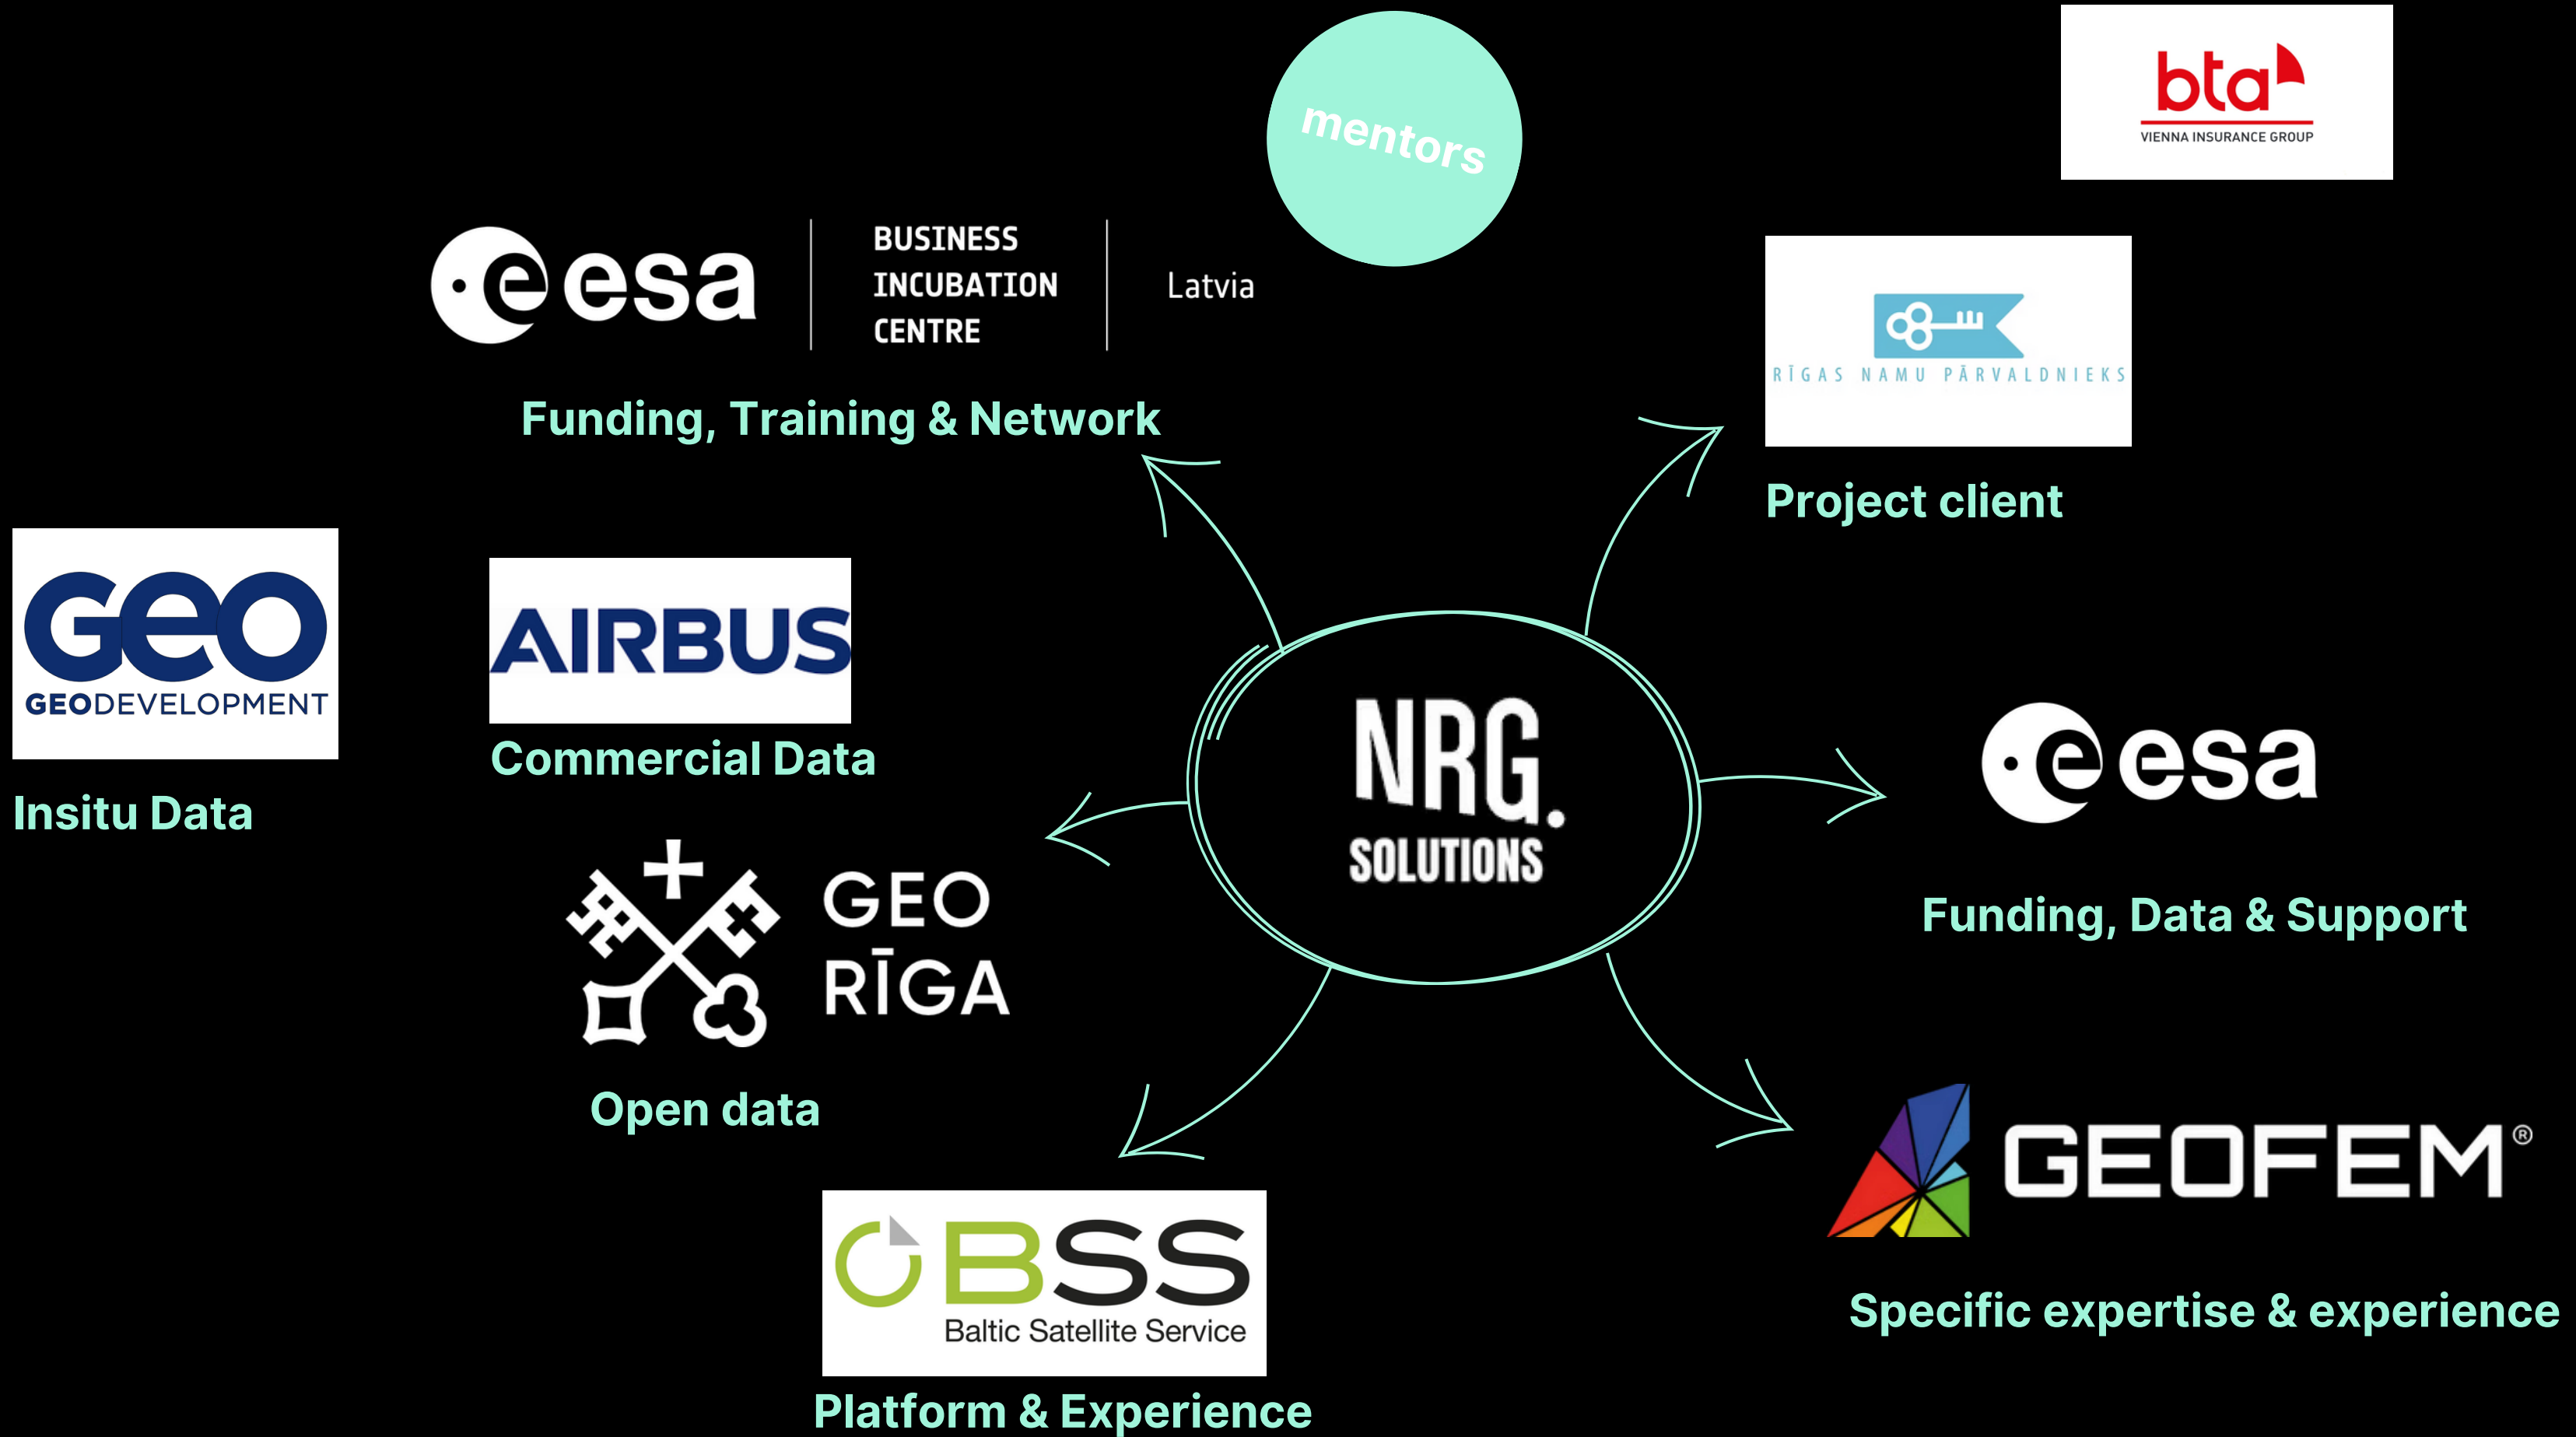 mentors
bta
VIENNA INSURANCE GROUP
esa
BUSINESS
INCUBATION
CENTRE
Latvia
Funding, Training & Network
RĪGAS NAMU PĀRVALDNIEKS
Project client
GEO
GEODEVELOPMENT
Insitu Data
AIRBUS
Commercial Data
NRG.
SOLUTIONS
esa
Funding, Data & Support
GEO
RĪGA
Open data
GEOFEM®
Specific expertise & experience
BSS
Baltic Satellite Service
Platform & Experience